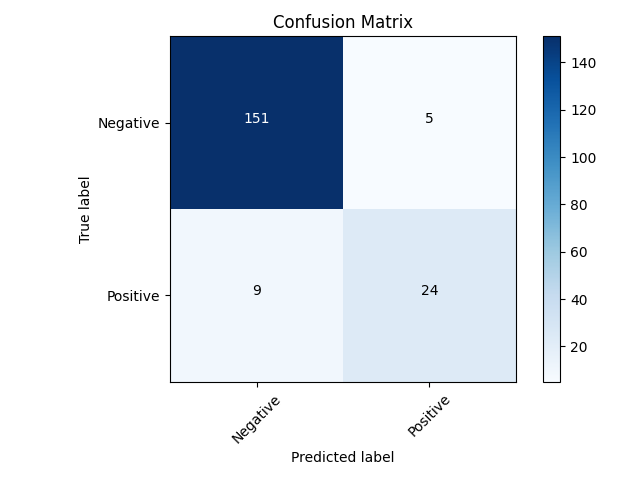 Confusion Matrix
True label
Negative
151
5
Positive
9
24
Negative
Positive
Predicted label
140
120
100
80
60
40
20